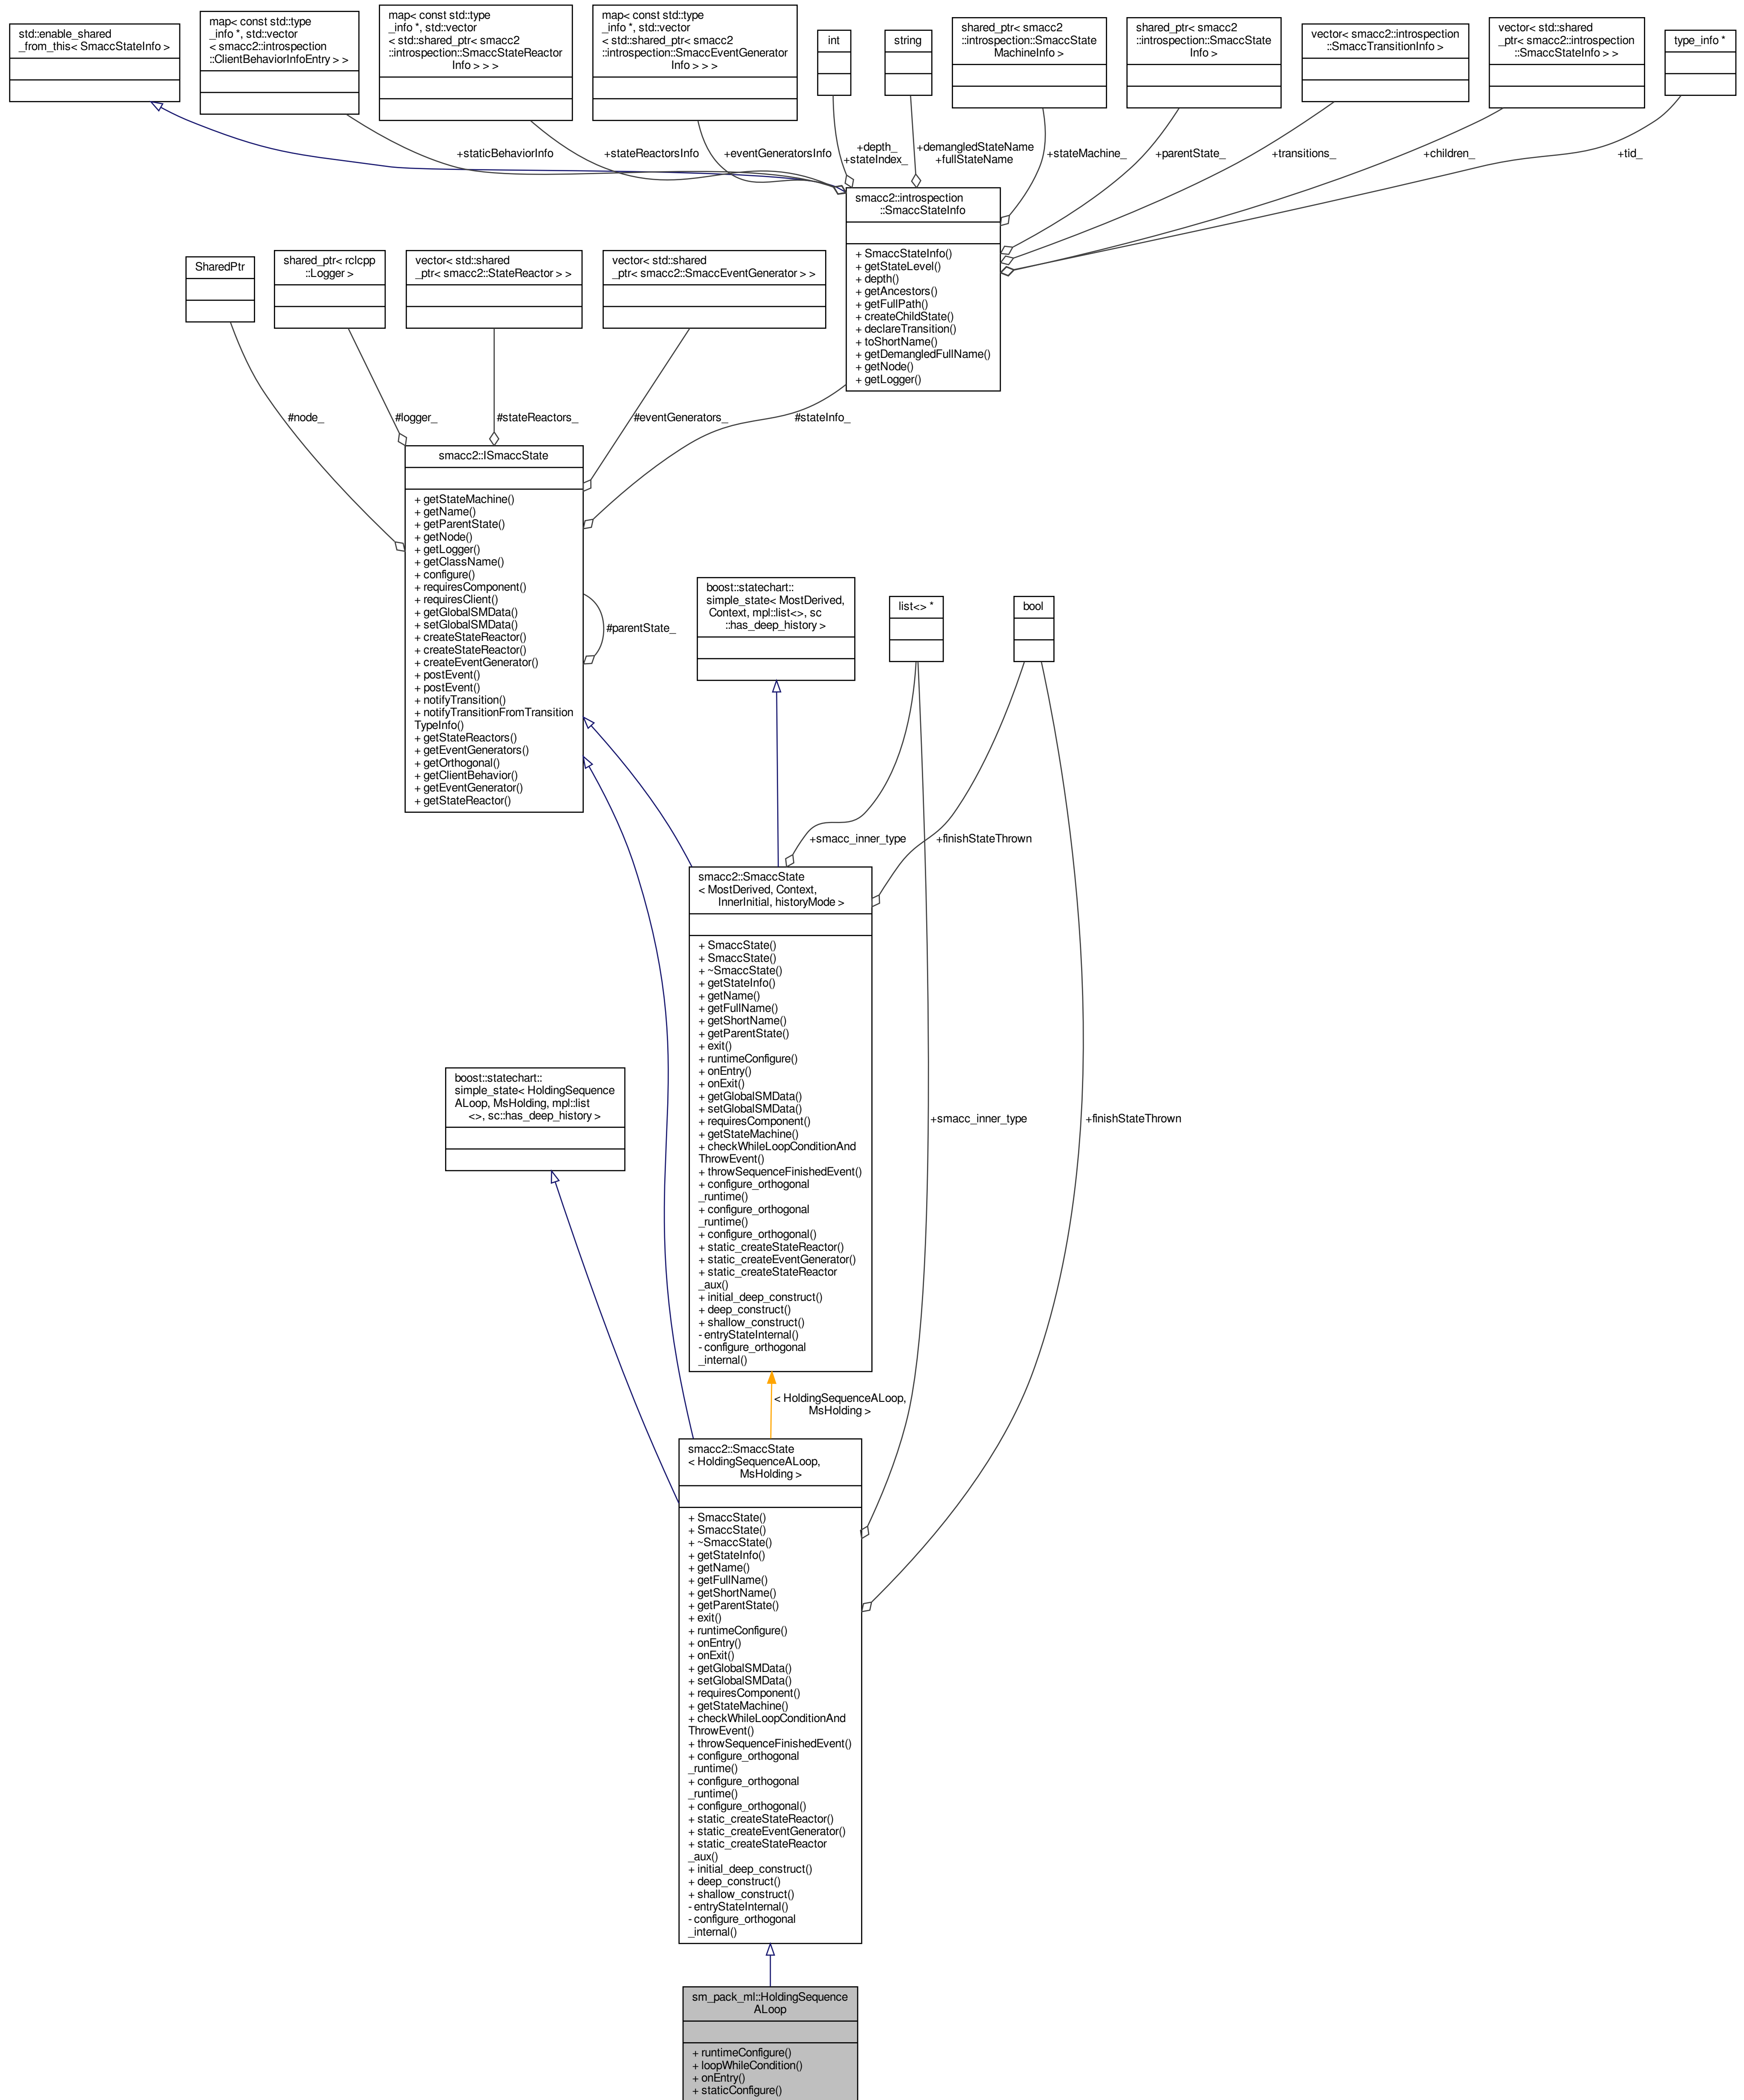 std::enable_shared
_from_this< SmaccStateInfo >
map< const std::type
_info *, std::vector
< smacc2::introspection
::ClientBehaviorInfoEntry > >
map< const std::type
_info *, std::vector
< std::shared_ptr< smacc2
::introspection::SmaccStateReactor
Info > > >
map< const std::type
_info *, std::vector
< std::shared_ptr< smacc2
::introspection::SmaccEventGenerator
Info > > >
int
string
shared_ptr< smacc2
::introspection::SmaccState
MachineInfo >
shared_ptr< smacc2
::introspection::SmaccState
Info >
vector< smacc2::introspection
::SmaccTransitionInfo >
vector< std::shared
_ptr< smacc2::introspection
::SmaccStateInfo > >
type_info *
+staticBehaviorInfo
+stateReactorsInfo
+eventGeneratorsInfo
+depth_
+stateIndex_
+demangledStateName
+fullStateName
+stateMachine_
+parentState_
+transitions_
+children_
+tid_
smacc2::introspection
::SmaccStateInfo
+ SmaccStateInfo()
+ getStateLevel()
+ depth()
+ getAncestors()
+ getFullPath()
+ createChildState()
+ declareTransition()
+ toShortName()
+ getDemangledFullName()
+ getNode()
+ getLogger()
SharedPtr
shared_ptr< rclcpp
::Logger >
vector< std::shared
_ptr< smacc2::StateReactor > >
vector< std::shared
_ptr< smacc2::SmaccEventGenerator > >
#node_
#logger_
#stateReactors_
#eventGenerators_
#stateInfo_
smacc2::ISmaccState
+ getStateMachine()
+ getName()
+ getParentState()
+ getNode()
+ getLogger()
+ getClassName()
+ configure()
+ requiresComponent()
+ requiresClient()
+ getGlobalSMData()
+ setGlobalSMData()
+ createStateReactor()
+ createStateReactor()
+ createEventGenerator()
+ postEvent()
+ postEvent()
+ notifyTransition()
+ notifyTransitionFromTransition
TypeInfo()
+ getStateReactors()
+ getEventGenerators()
+ getOrthogonal()
+ getClientBehavior()
+ getEventGenerator()
+ getStateReactor()
#parentState_
boost::statechart::
simple_state< MostDerived,
Context, mpl::list<>, sc
::has_deep_history >
list<> *
bool
+smacc_inner_type
+finishStateThrown
smacc2::SmaccState
< MostDerived, Context,
InnerInitial, historyMode >
+ SmaccState()
+ SmaccState()
+ ~SmaccState()
+ getStateInfo()
+ getName()
+ getFullName()
+ getShortName()
+ getParentState()
+ exit()
+ runtimeConfigure()
+ onEntry()
+ onExit()
+ getGlobalSMData()
+ setGlobalSMData()
+ requiresComponent()
+ getStateMachine()
+ checkWhileLoopConditionAnd
ThrowEvent()
+ throwSequenceFinishedEvent()
+ configure_orthogonal
_runtime()
+ configure_orthogonal
_runtime()
+ configure_orthogonal()
+ static_createStateReactor()
+ static_createEventGenerator()
+ static_createStateReactor
_aux()
+ initial_deep_construct()
+ deep_construct()
+ shallow_construct()
- entryStateInternal()
- configure_orthogonal
_internal()
boost::statechart::
simple_state< HoldingSequence
ALoop, MsHolding, mpl::list
<>, sc::has_deep_history >
+smacc_inner_type
+finishStateThrown
< HoldingSequenceALoop,
MsHolding >
smacc2::SmaccState
< HoldingSequenceALoop,
MsHolding >
+ SmaccState()
+ SmaccState()
+ ~SmaccState()
+ getStateInfo()
+ getName()
+ getFullName()
+ getShortName()
+ getParentState()
+ exit()
+ runtimeConfigure()
+ onEntry()
+ onExit()
+ getGlobalSMData()
+ setGlobalSMData()
+ requiresComponent()
+ getStateMachine()
+ checkWhileLoopConditionAnd
ThrowEvent()
+ throwSequenceFinishedEvent()
+ configure_orthogonal
_runtime()
+ configure_orthogonal
_runtime()
+ configure_orthogonal()
+ static_createStateReactor()
+ static_createEventGenerator()
+ static_createStateReactor
_aux()
+ initial_deep_construct()
+ deep_construct()
+ shallow_construct()
- entryStateInternal()
- configure_orthogonal
_internal()
sm_pack_ml::HoldingSequence
ALoop
+ runtimeConfigure()
+ loopWhileCondition()
+ onEntry()
+ staticConfigure()